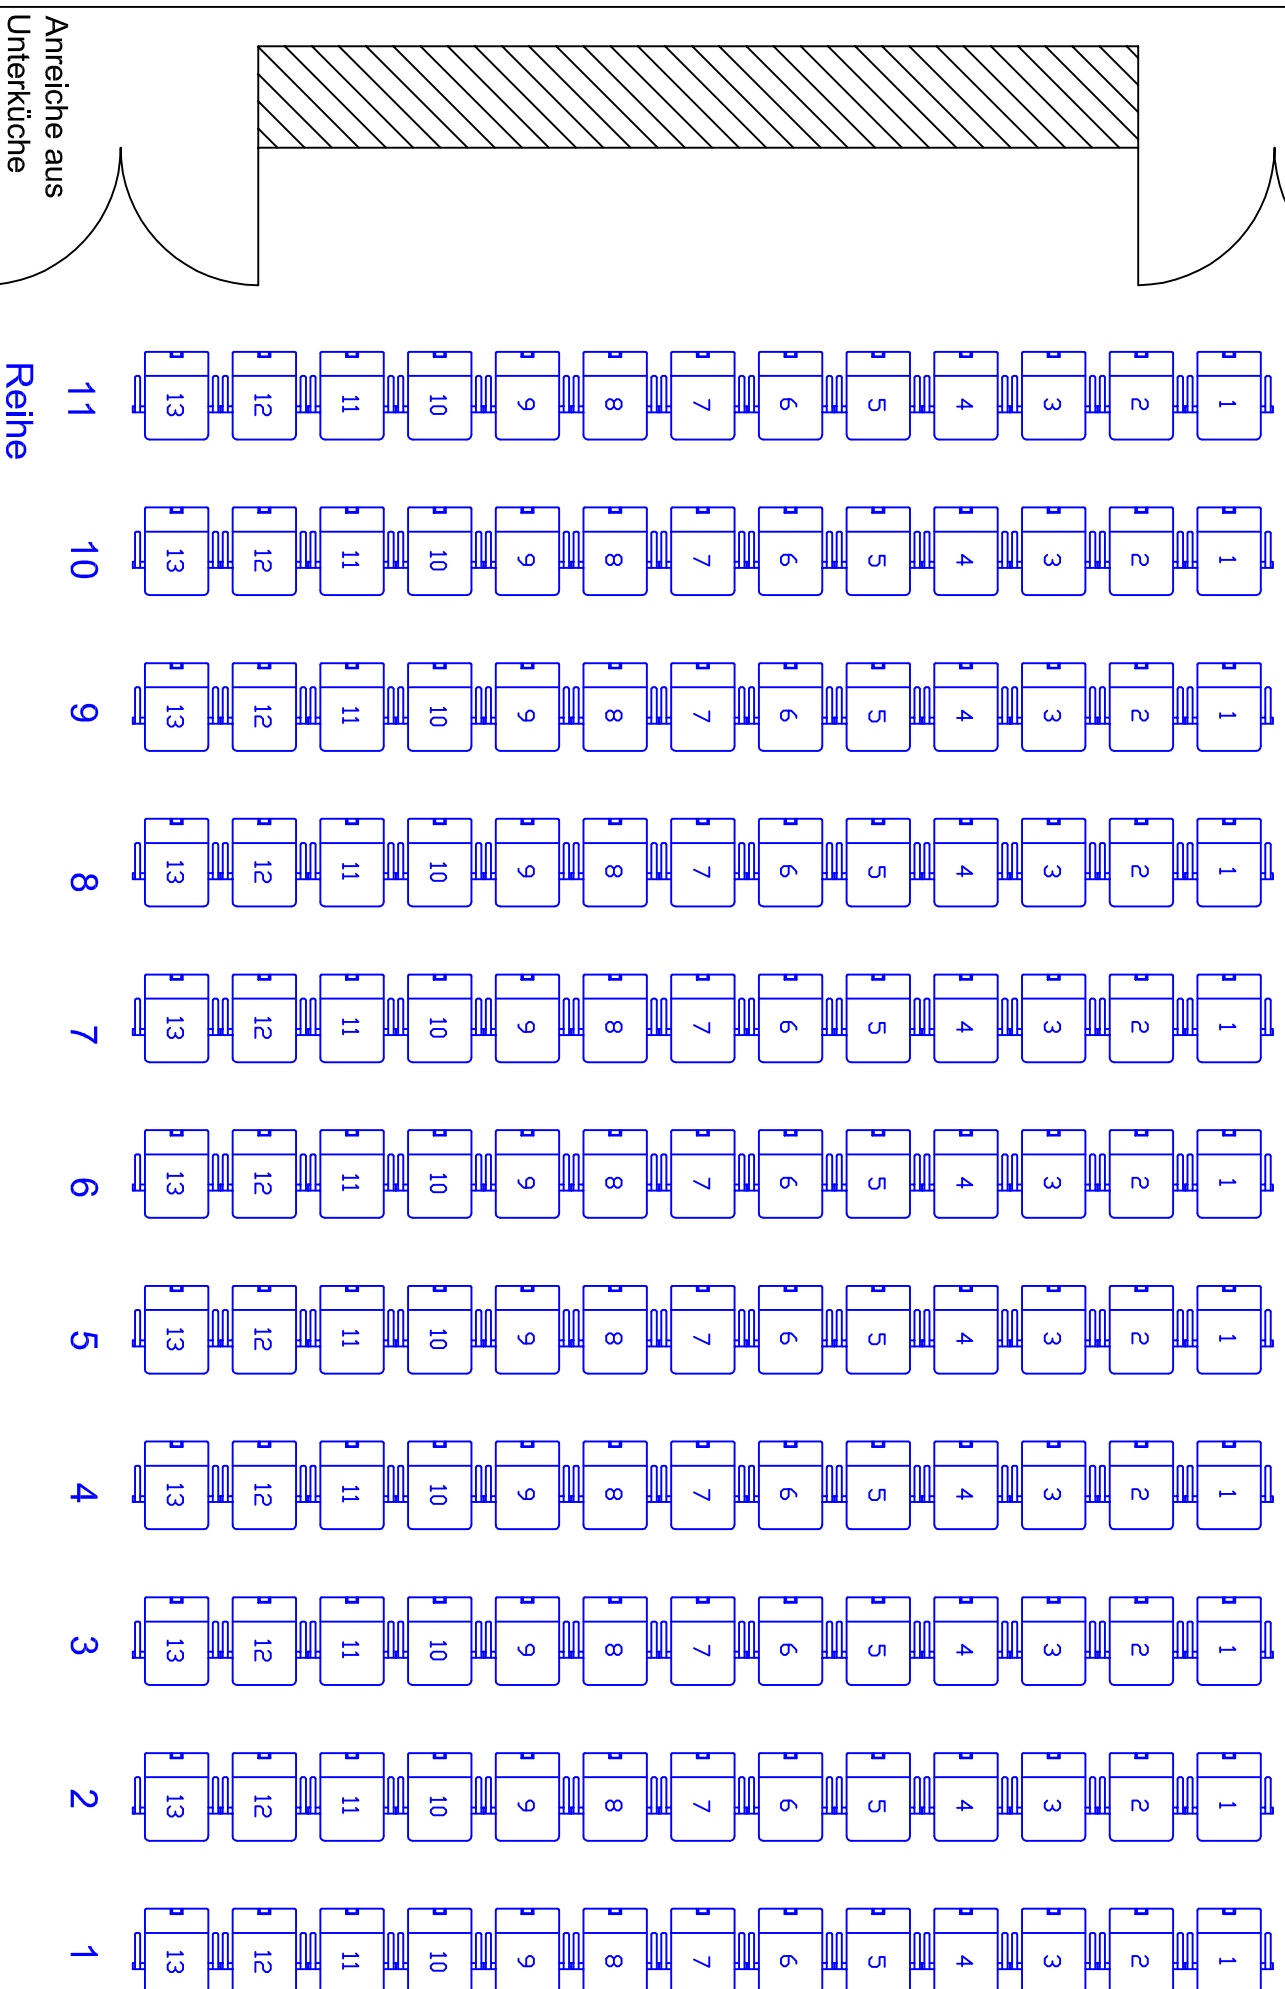 Anreiche aus
Unterküche
Reihe
11 13 12 11 10 9 8 7 6 5 4 3 2 1
10 13 12 11 10 9 8 7 6 5 4 3 2 1
9 13 12 11 10 9 8 7 6 5 4 3 2 1
8 13 12 11 10 9 8 7 6 5 4 3 2 1
7 13 12 11 10 9 8 7 6 5 4 3 2 1
6 13 12 11 10 9 8 7 6 5 4 3 2 1
5 13 12 11 10 9 8 7 6 5 4 3 2 1
4 13 12 11 10 9 8 7 6 5 4 3 2 1
3 13 12 11 10 9 8 7 6 5 4 3 2 1
2 13 12 11 10 9 8 7 6 5 4 3 2 1
1 13 12 11 10 9 8 7 6 5 4 3 2 1